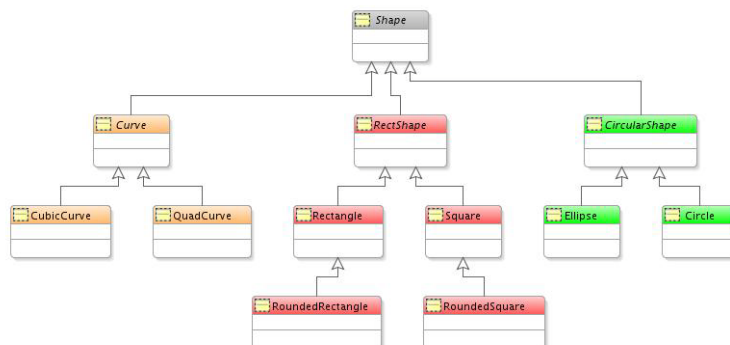 Shape
Curve
RectShape
CircularShape
CubicCurve
QuadCurve
Rectangle
Square
Ellipse
Circle
RoundedRectangle
RoundedSquare